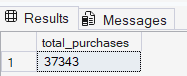 Results Messages
total_purchases
1 37343